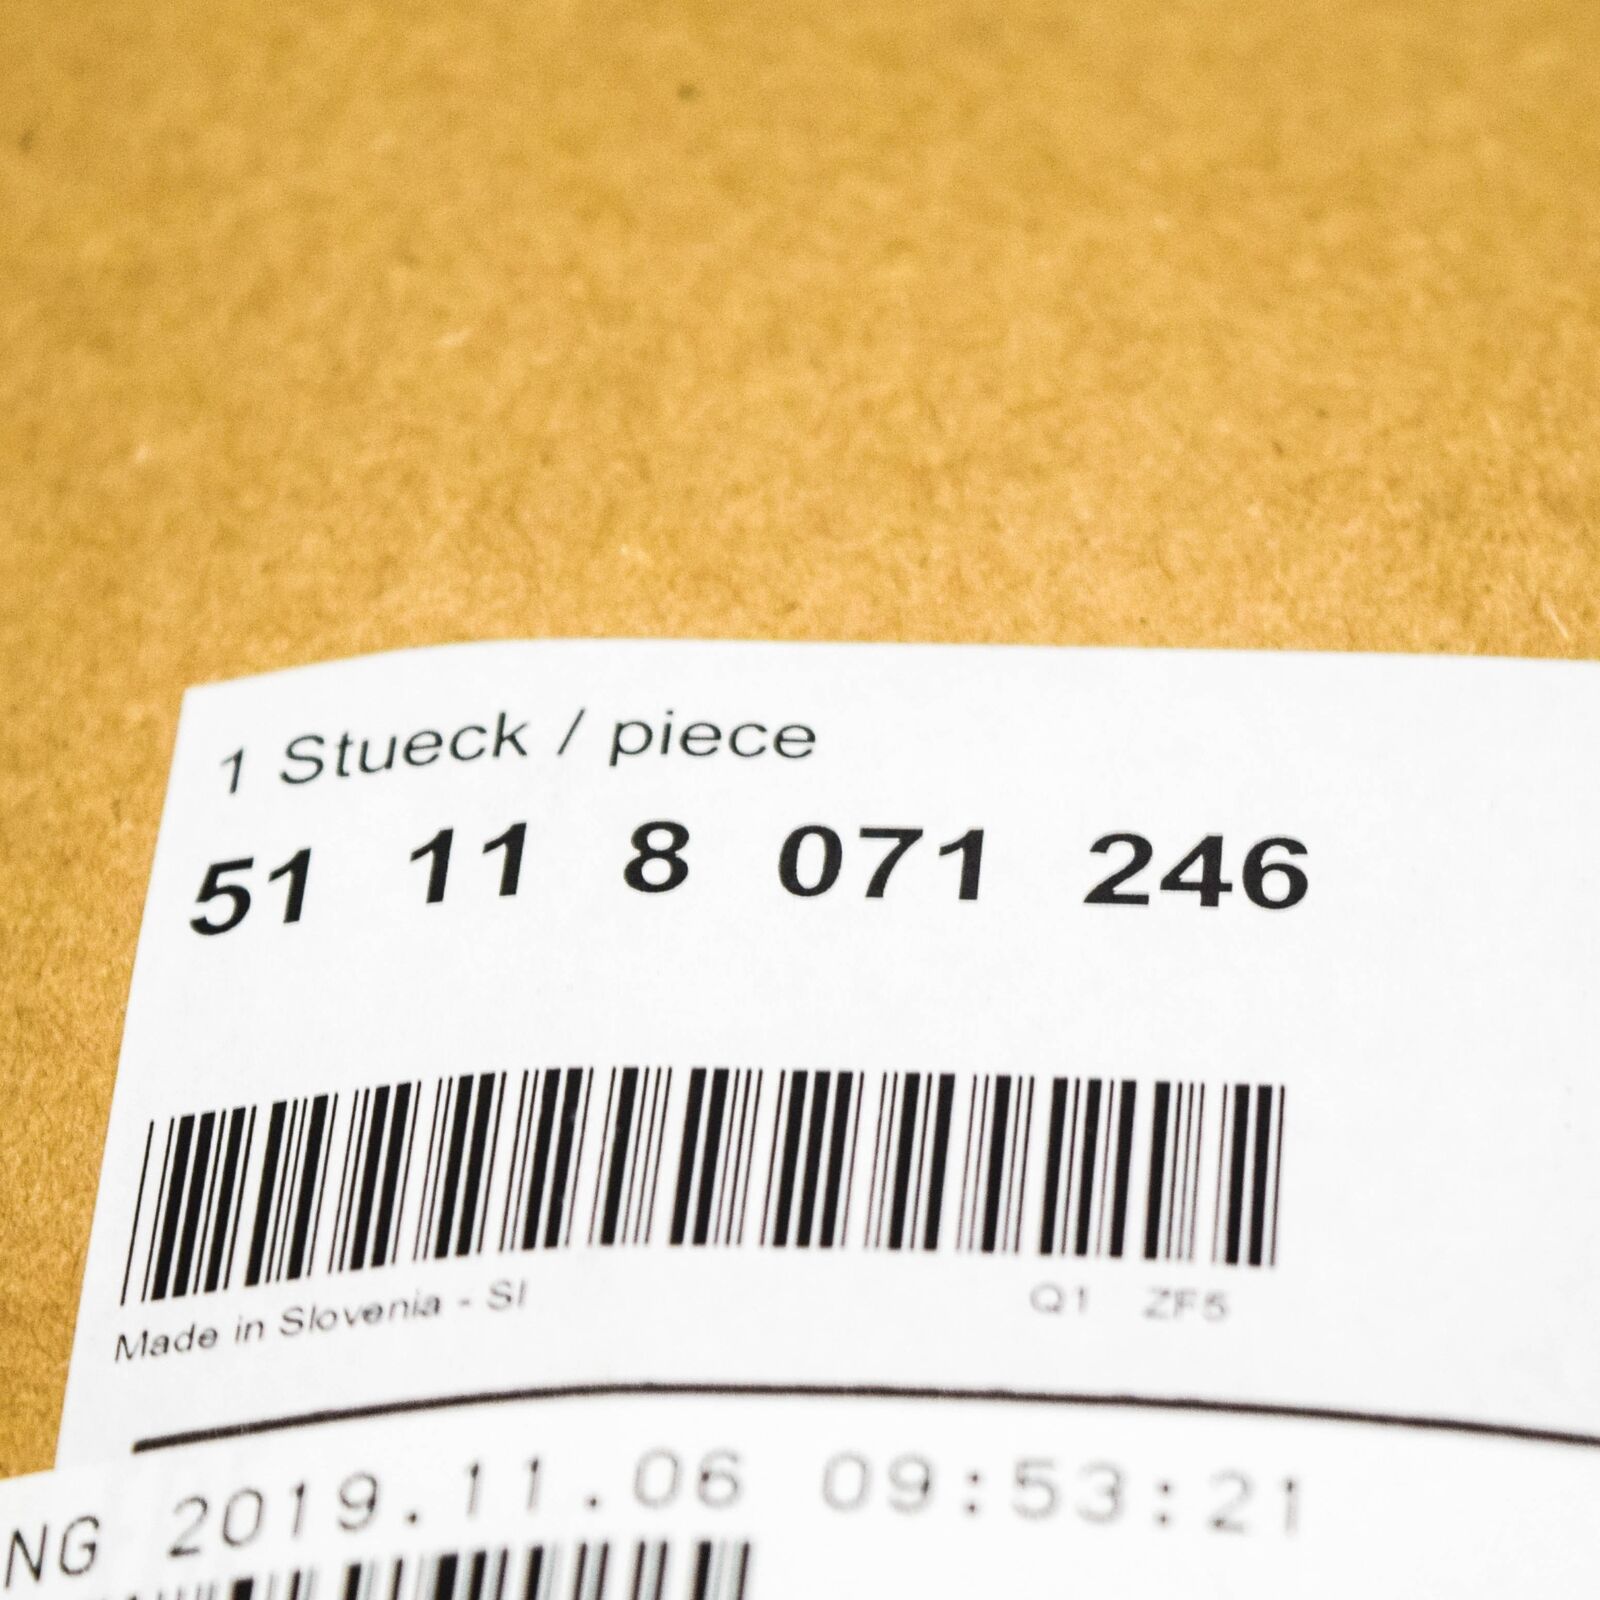 1 Stueck / piece
51 11 8 071 246
Made in Slovenia - SI Q1 ZF5
NG 2019.11.06 09:53:21